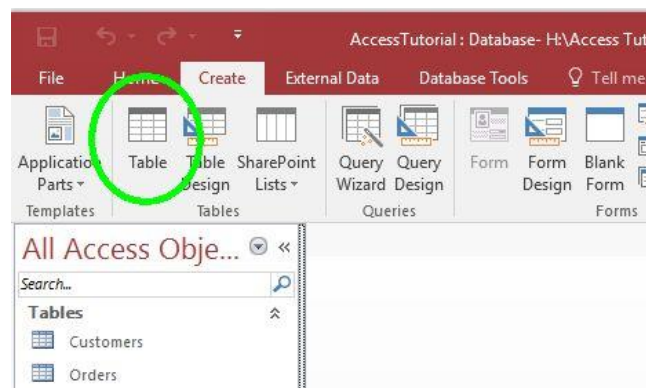 AccessTutorial : Database- H:\Access Tut
File Home Create External Data Database Tools Tell me
Application Parts
Table
Table Design
SharePoint Lists
Query Wizard
Query Design
Form
Form Design
Blank Form
Templates Tables Queries Forms
All Access Obje... «
Search...
Tables
Customers
Orders